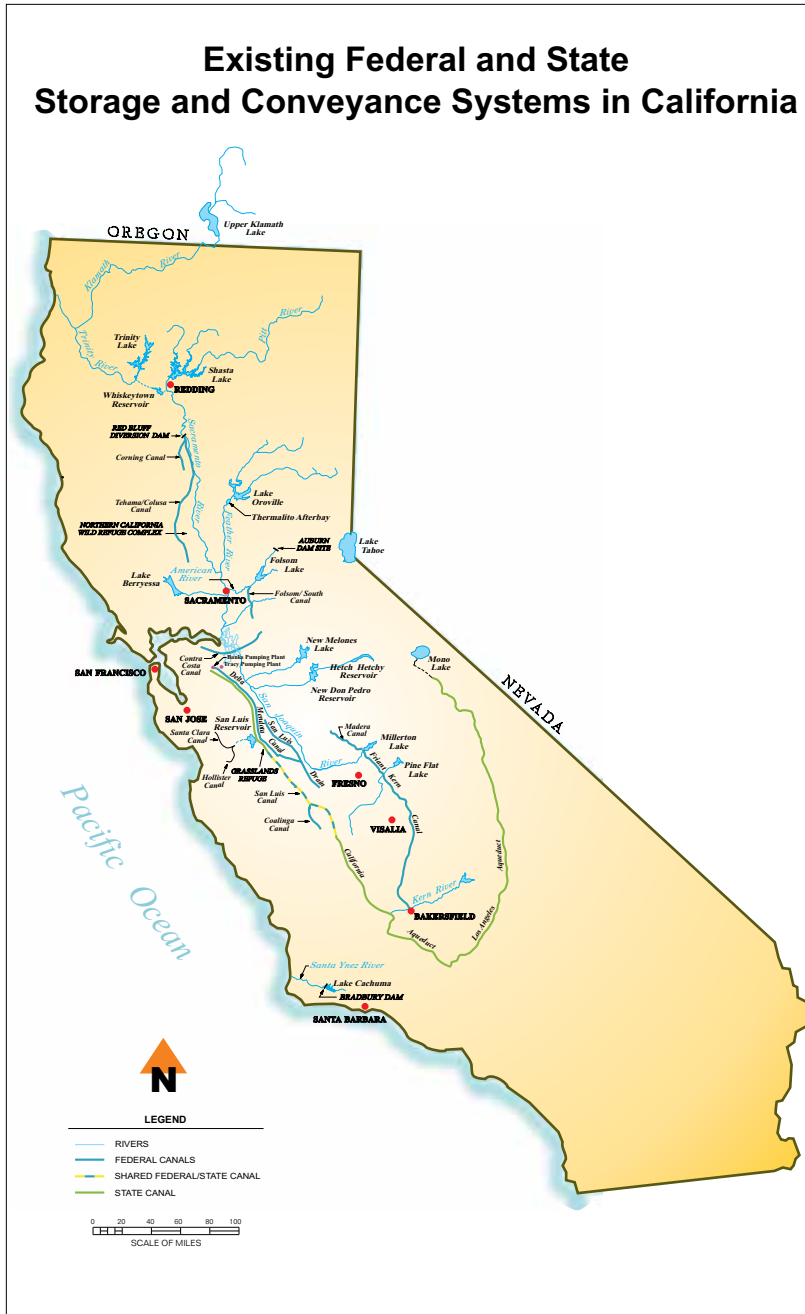 Existing Federal and State
Storage and Conveyance Systems in California
Upper Klamath
Lake
OREGON
Klamath
River
Trinity
River
Trinity
Lake
Pitt
River
Shasta
Lake
REDDING
Whiskeytown
Reservoir
RED BLUFF
DIVERSION DAM
Sacramento
River
Corning Canal
Tehama/Colusa
Canal
NORTHERN CALIFORNIA
WILD REFUGE COMPLEX
Lake
Oroville
Thermalito Afterbay
Feather River
AUBURN
DAM SITE
Lake
Tahoe
Folsom
Lake
American
River
Lake
Berryessa
SACRAMENTO
Folsom/ South
Canal
New Melones
Lake
Mono
Lake
NEVADA
Contra
Costa
Canal
Banks Pumping Plant
Tracy Pumping Plant
Hetch Hetchy
Reservoir
New Don Pedro
Reservoir
SAN FRANCISCO
Delta
Mendota
Canal
San Joaquin
River
SAN JOSE
San Luis
Reservoir
Santa Clara
Canal
San Luis
Drain
Madera
Canal
Millerton
Lake
Hollister
Canal
GRASSLANDS
REFUGE
FRESNO
Friant
Kern
Canal
Pine Flat
Lake
San Luis
Canal
Coalinga
Canal
VISALIA
California
Aqueduct
Kern River
BAKERSFIELD
Los Angeles
Aqueduct
Pacific Ocean
Santa Ynez River
Lake Cachuma
BRADBURY DAM
SANTA BARBARA
N
LEGEND
RIVERS
FEDERAL CANALS
SHARED FEDERAL/STATE CANAL
STATE CANAL
0 20 40 60 80 100
SCALE OF MILES